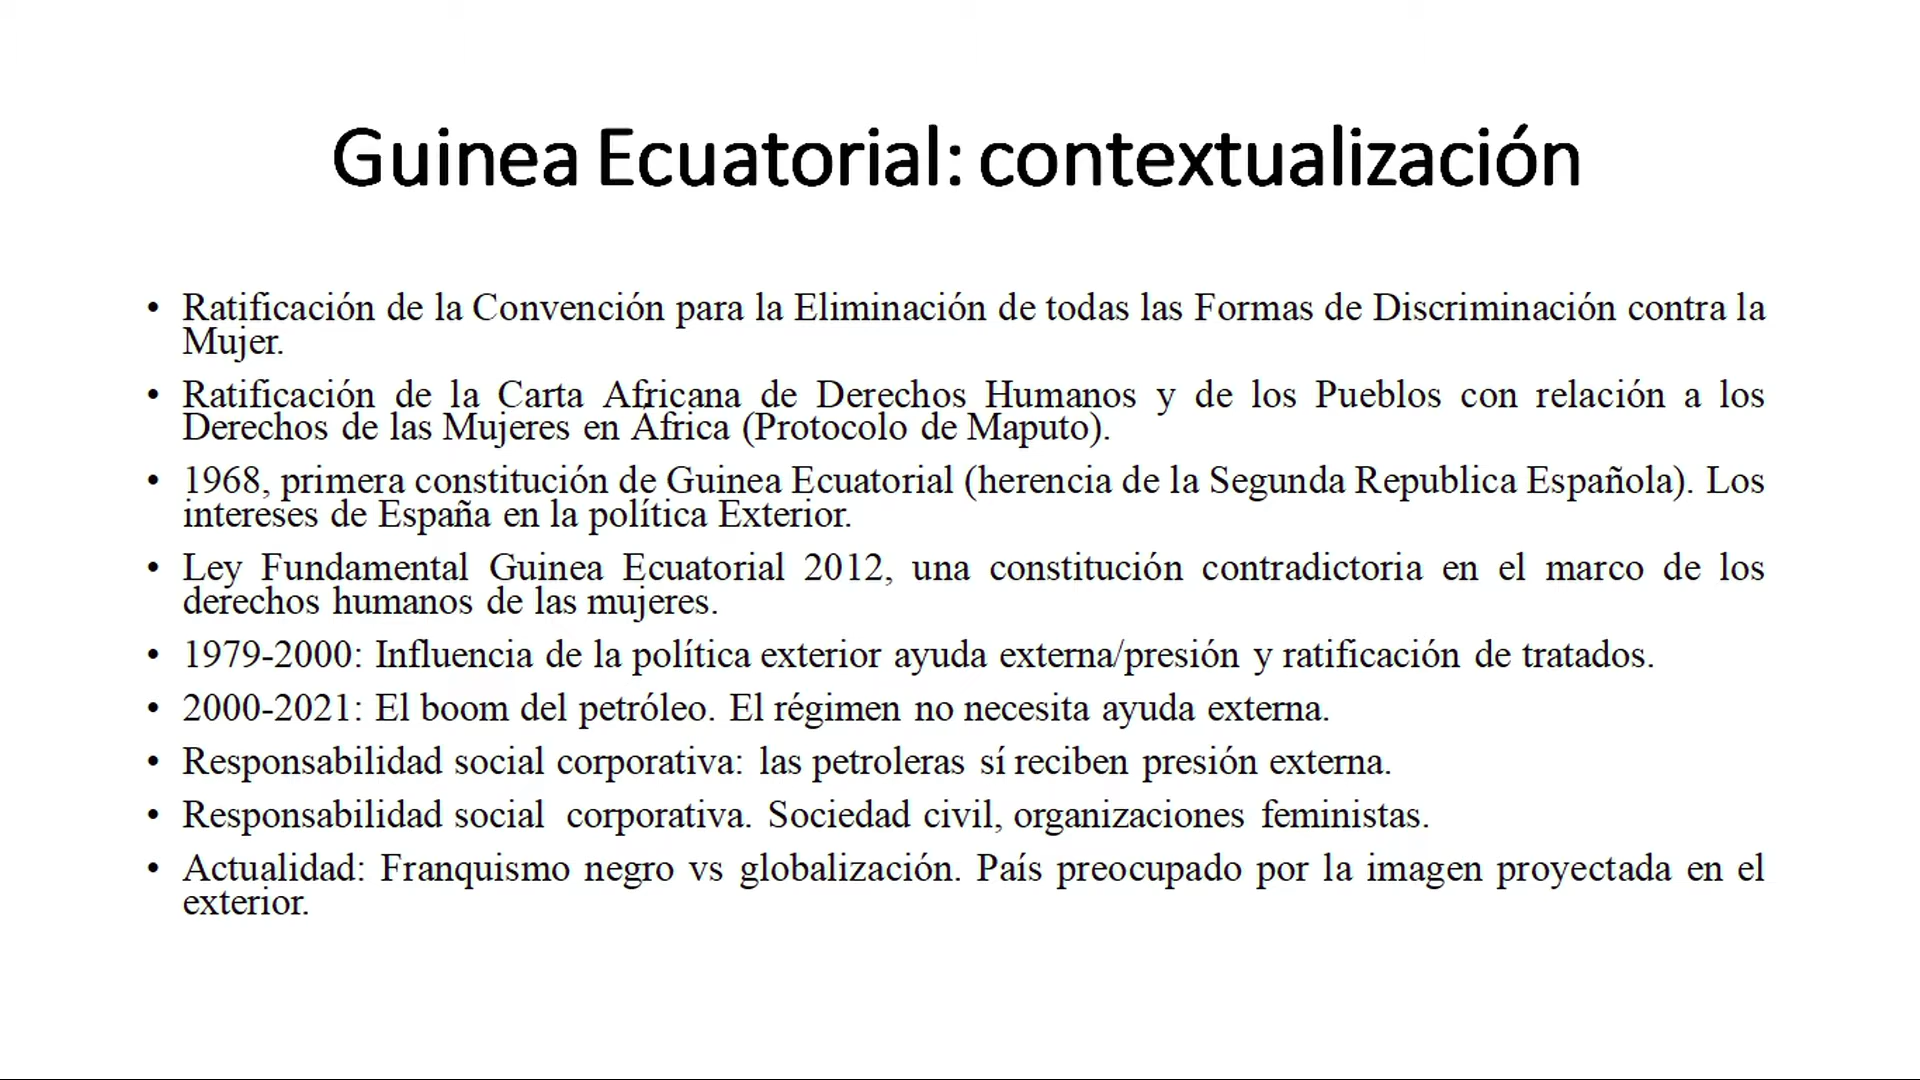 Guinea Ecuatorial: contextualización
• Ratificación de la Convención para la Eliminación de todas las Formas de Discriminación contra la
Mujer.
• Ratificación de la Carta Africana de Derechos Humanos y de los Pueblos con relación a los
Derechos de las Mujeres en África (Protocolo de Maputo).
• 1968, primera constitución de Guinea Ecuatorial (herencia de la Segunda Republica Española). Los
intereses de España en la política Exterior.
• Ley Fundamental Guinea Ecuatorial 2012, una constitución contradictoria en el marco de los
derechos humanos de las mujeres.
• 1979-2000: Influencia de la política exterior ayuda externa/presión y ratificación de tratados.
• 2000-2021: El boom del petróleo. El régimen no necesita ayuda externa.
• Responsabilidad social corporativa: las petroleras sí reciben presión externa.
• Responsabilidad social corporativa. Sociedad civil, organizaciones feministas.
• Actualidad: Franquismo negro vs globalización. País preocupado por la imagen proyectada en el
exterior.